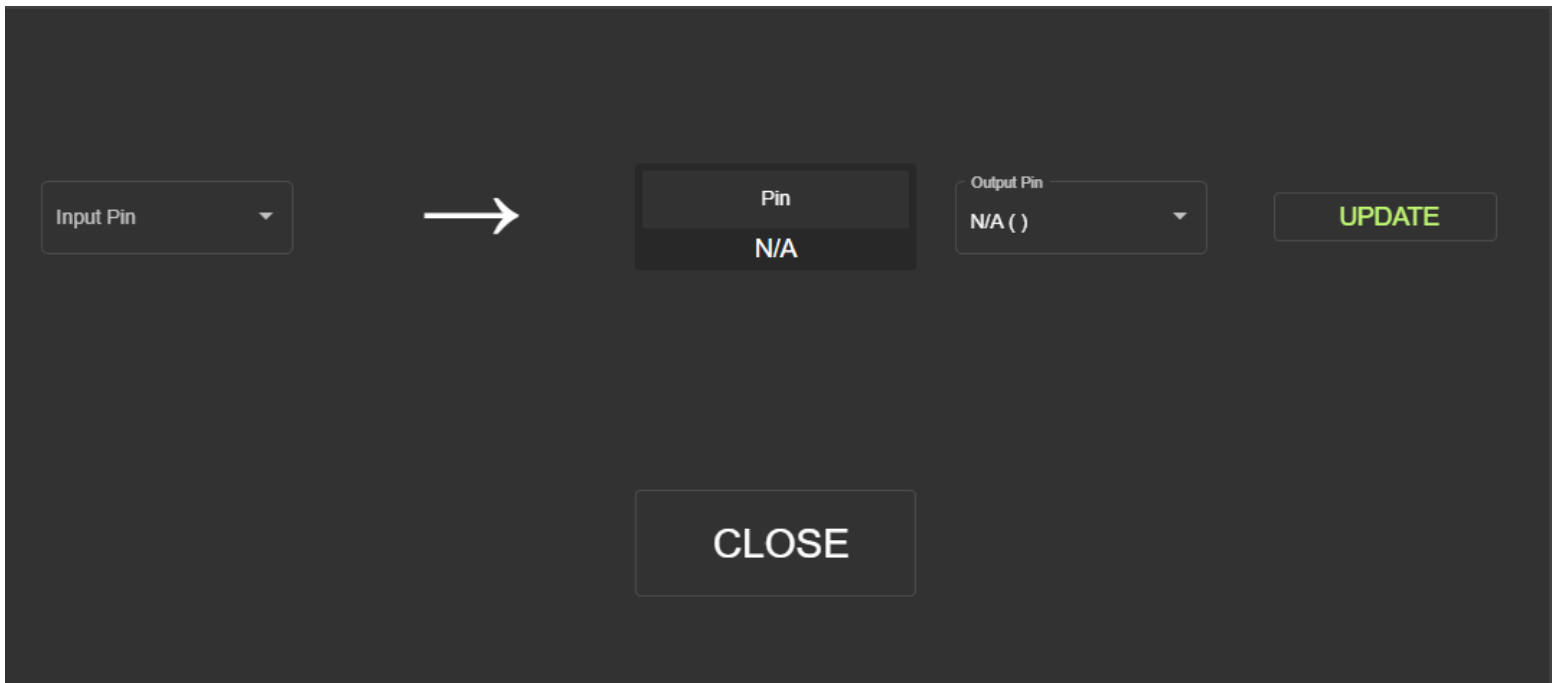 Input Pin
Pin
N/A
Output Pin
N/A ( )
UPDATE
CLOSE